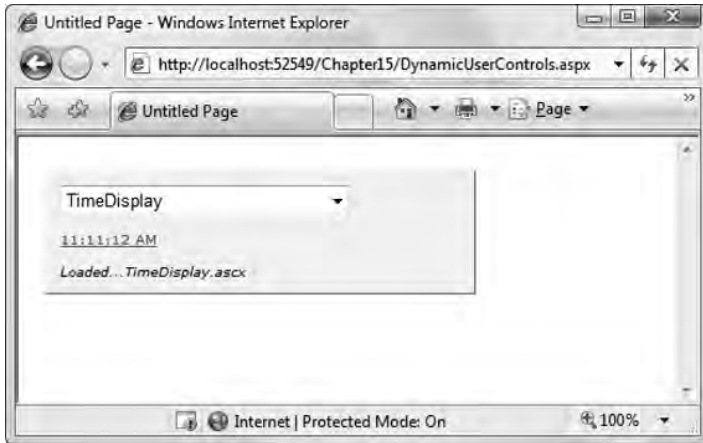 Untitled Page - Windows Internet Explorer
http://localhost:52549/Chapter15/DynamicUserControls.aspx
Untitled Page
Page
TimeDisplay
11:11:12 AM
Loaded...TimeDisplay.ascx
Internet | Protected Mode: On
100%